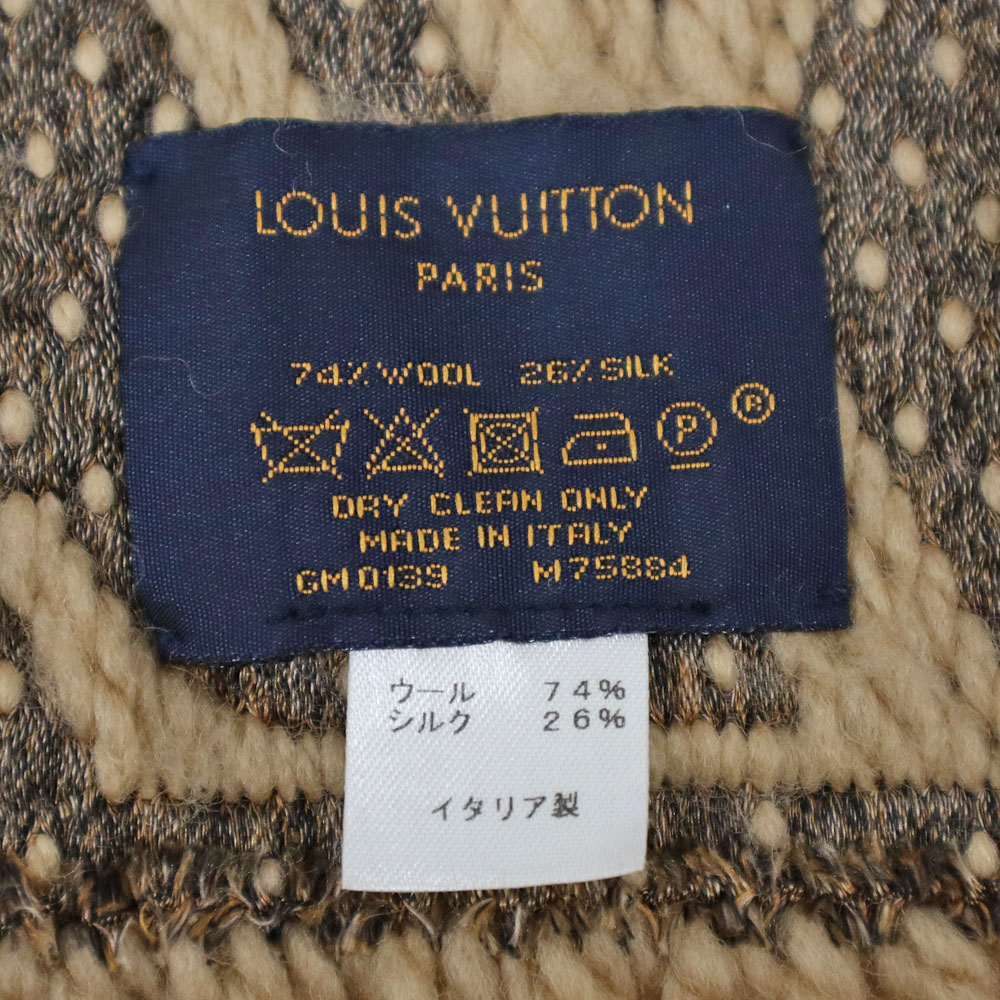 LOUIS VUITTON
PARIS
74% WOOL 26% SILK
P ®
DRY CLEAN ONLY
MADE IN ITALY
GM0139 M75884
ウール 74%
シルク 26%
イタリア製